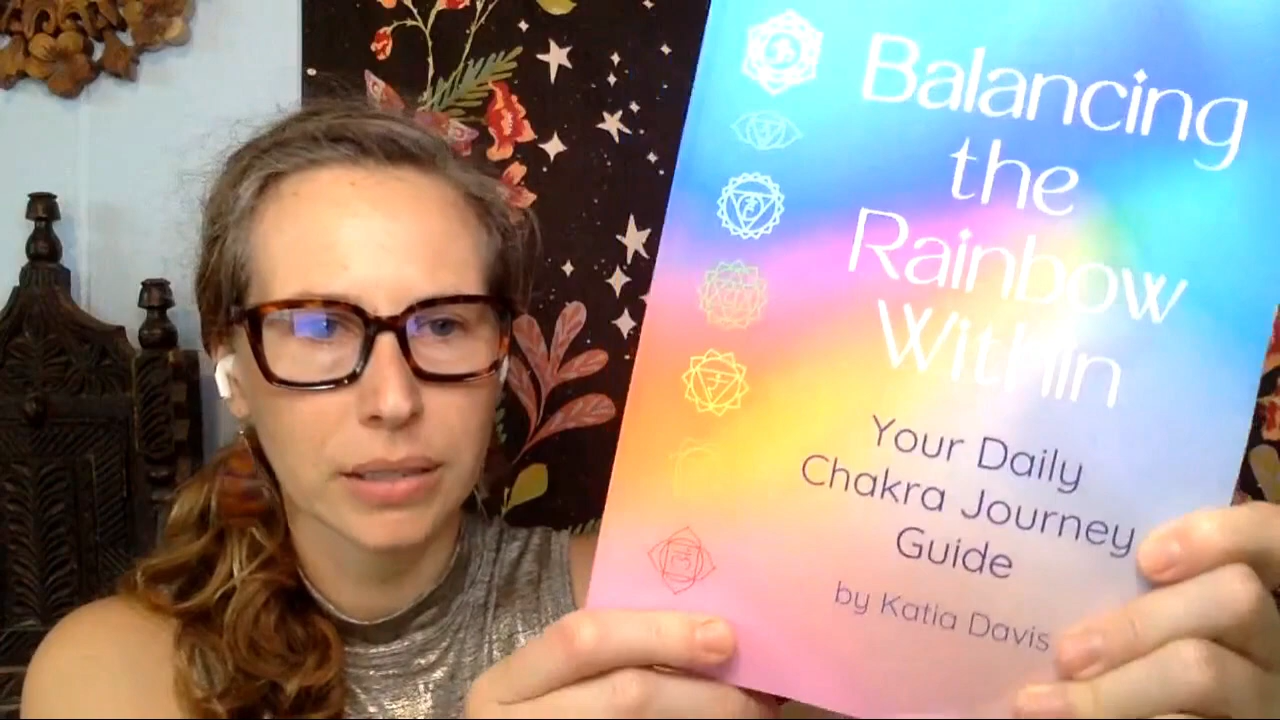 Balancing
the
Rainbow
Within
Your Daily
Chakra Journey
Guide
by Katia Davis